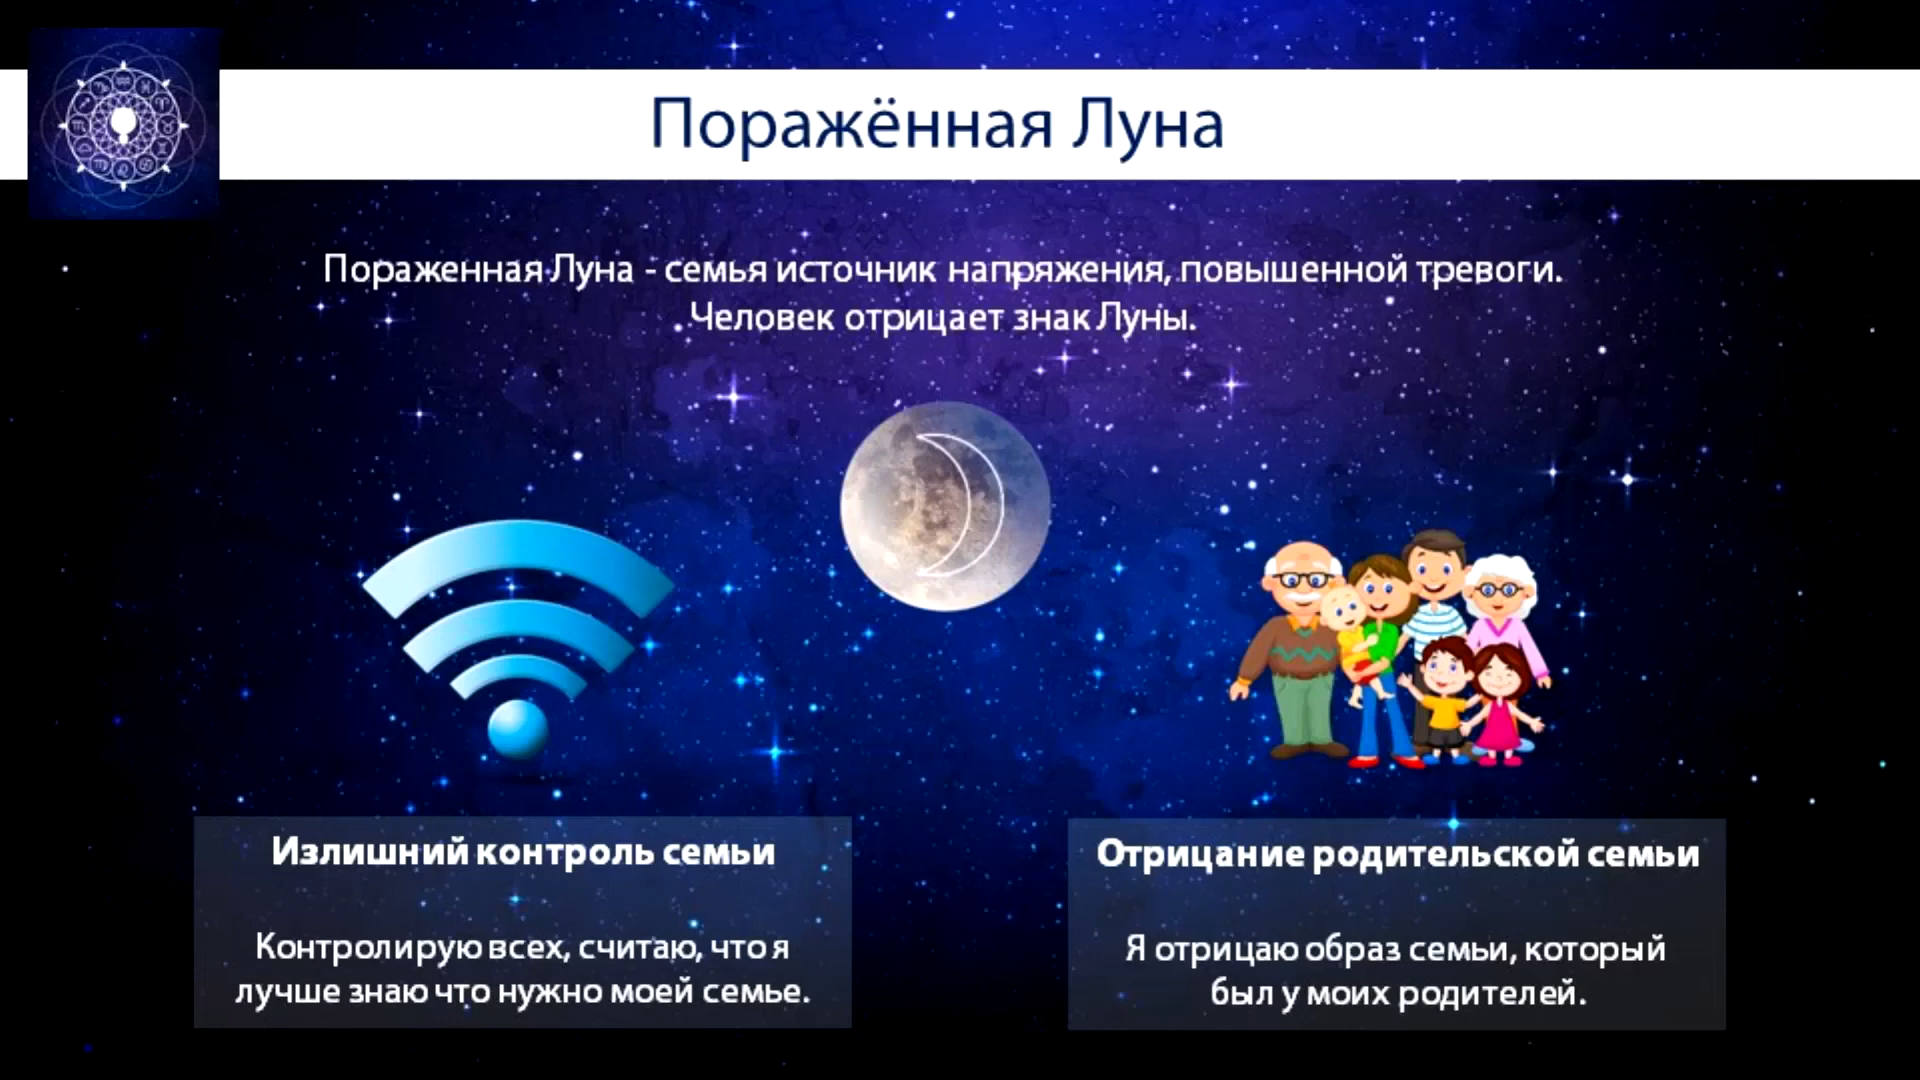 Поражённая Луна
Пораженная Луна - семья источник напряжения, повышенной тревоги.
Человек отрицает знак Луны.
Излишний контроль семьи
Контролирую всех, считаю, что я
лучше знаю что нужно моей семье.
Отрицание родительской семьи
Я отрицаю образ семьи, который
был у моих родителей.